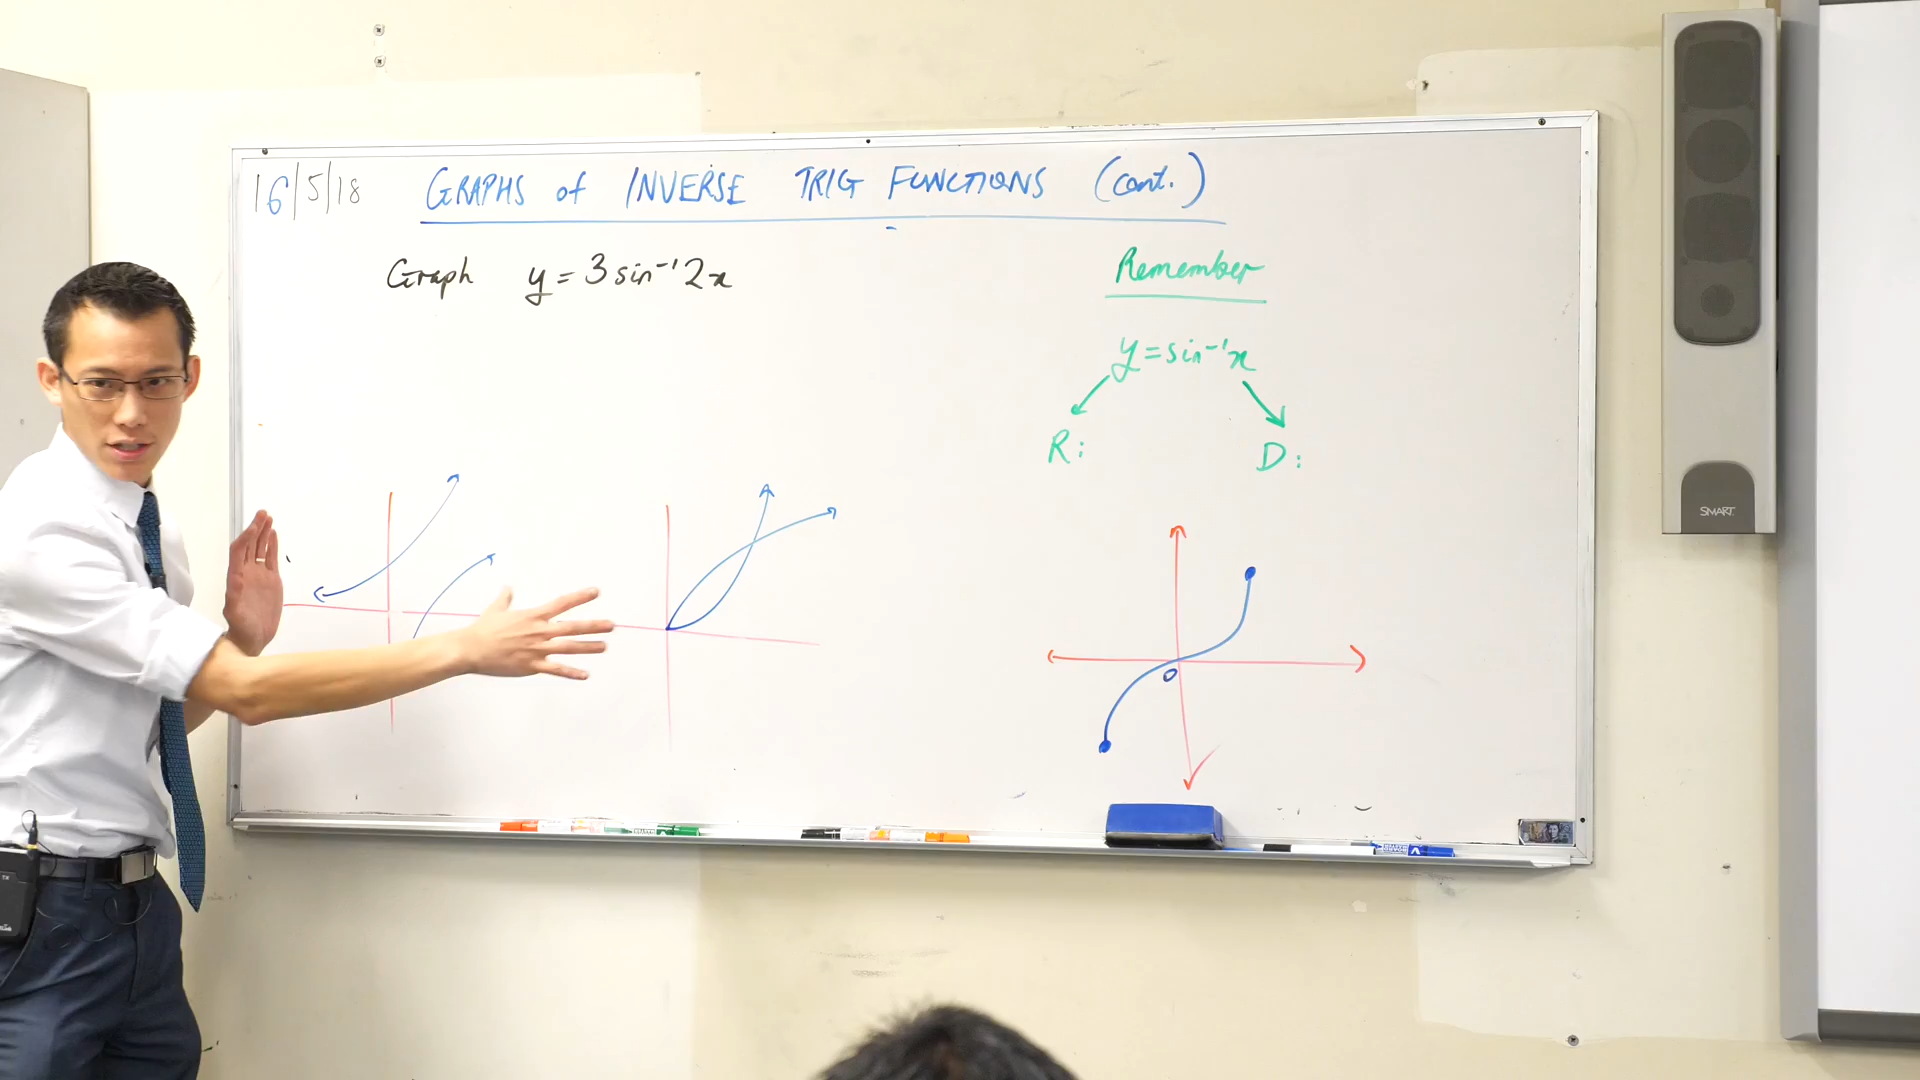 16/5/18 GRAPHS of INVERSE TRIG FUNCTIONS (cont.)
Graph y = 3 sin⁻¹ 2x
Remember
y = sin⁻¹ x
R: D:
O
SMART